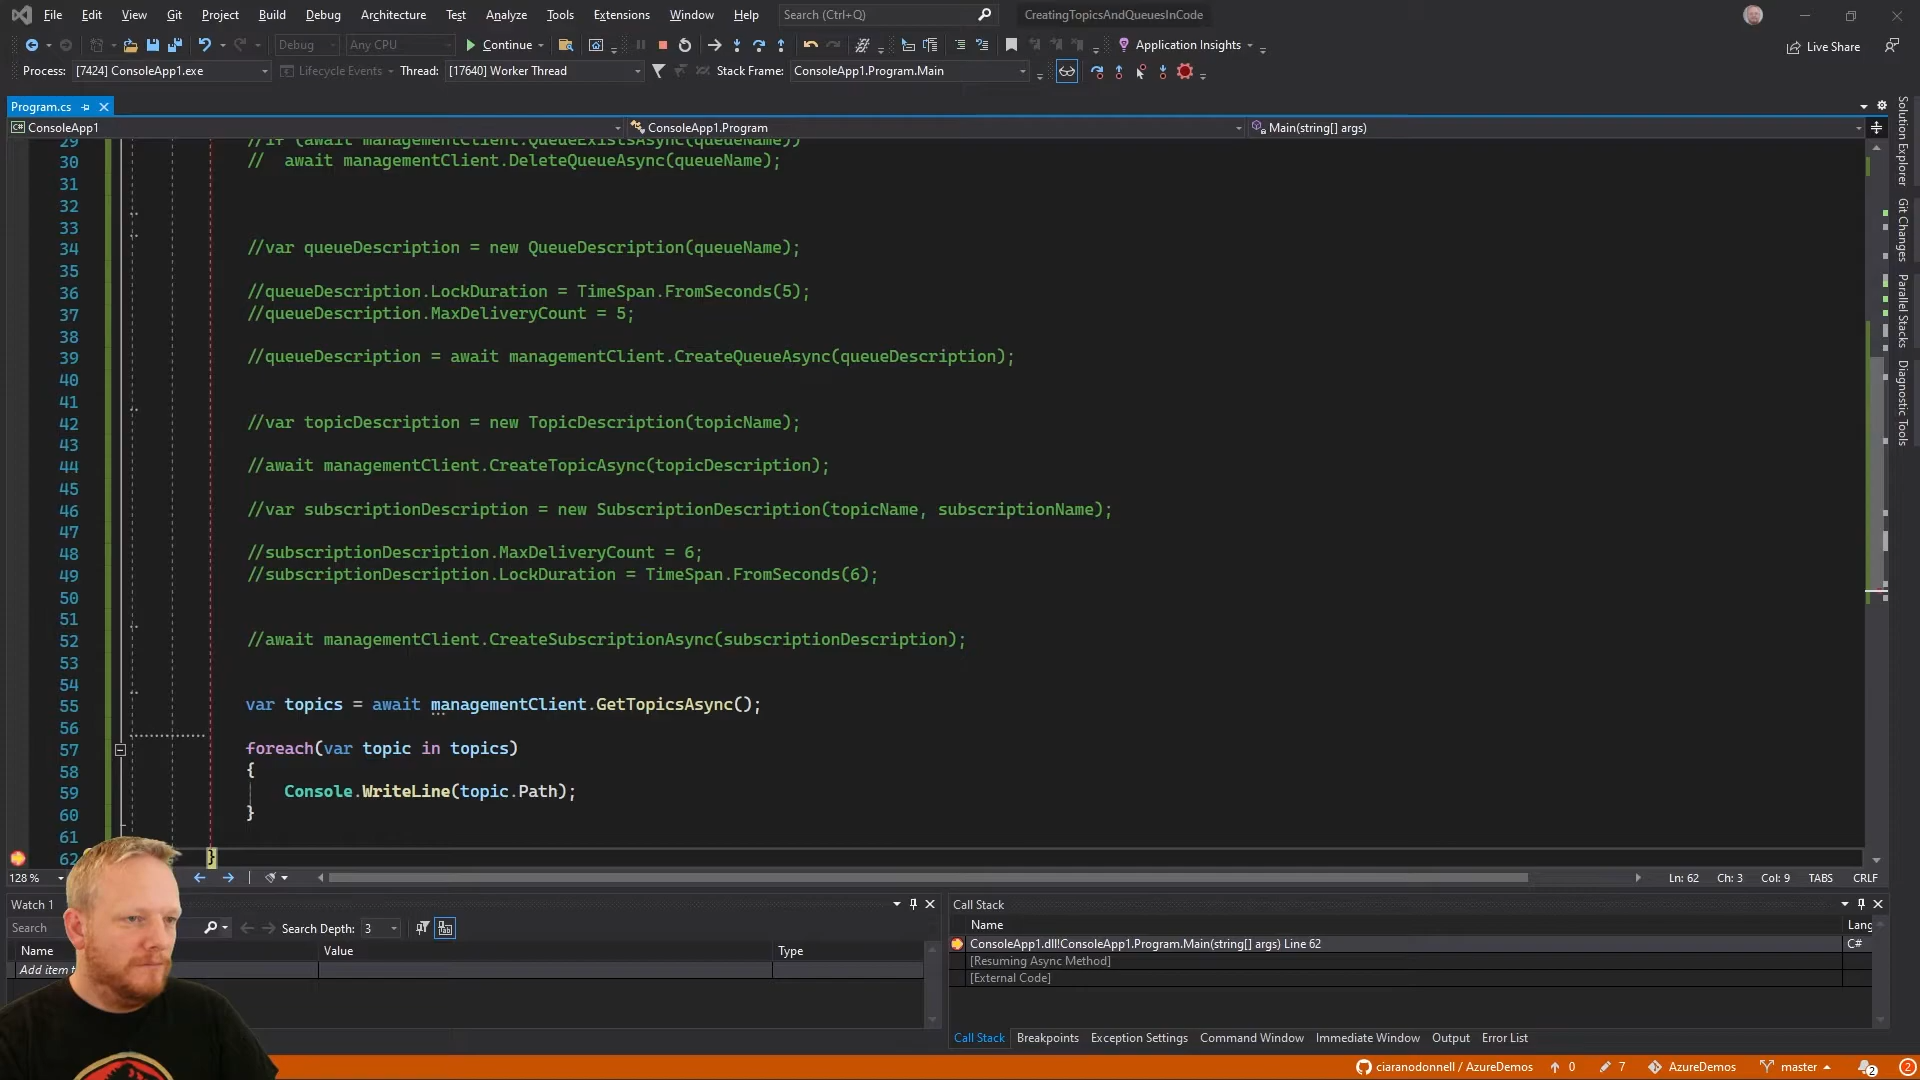 File Edit View Git Project Build Debug Architecture Test Analyze Tools Extensions Window Help Search (Ctrl+Q) CreatingTopicsAndQueuesInCode
Debug Any CPU Continue Application Insights Live Share
Process: [7424] ConsoleApp1.exe Lifecycle Events Thread: [17640] Worker Thread Stack Frame: ConsoleApp1.Program.Main
Program.cs
ConsoleApp1 ConsoleApp1.Program Main(string[] args)
29 //if (await managementClient.QueueExistsAsync(queueName))
30 // await managementClient.DeleteQueueAsync(queueName);
31
32
33
34 //var queueDescription = new QueueDescription(queueName);
35
36 //queueDescription.LockDuration = TimeSpan.FromSeconds(5);
37 //queueDescription.MaxDeliveryCount = 5;
38
39 //queueDescription = await managementClient.CreateQueueAsync(queueDescription);
40
41
42 //var topicDescription = new TopicDescription(topicName);
43
44 //await managementClient.CreateTopicAsync(topicDescription);
45
46 //var subscriptionDescription = new SubscriptionDescription(topicName, subscriptionName);
47
48 //subscriptionDescription.MaxDeliveryCount = 6;
49 //subscriptionDescription.LockDuration = TimeSpan.FromSeconds(6);
50
51
52 //await managementClient.CreateSubscriptionAsync(subscriptionDescription);
53
54
55 var topics = await managementClient.GetTopicsAsync();
56
57 foreach(var topic in topics)
58 {
59 Console.WriteLine(topic.Path);
60 }
61
62 }
Solution Explorer
Git Changes
Parallel Stacks
Diagnostic Tools
128 % Ln: 62 Ch: 3 Col: 9 TABS CRLF
Watch 1
Search Search Depth: 3
Name Value Type
Add item t
Call Stack
Name Lang
ConsoleApp1.dll!ConsoleApp1.Program.Main(string[] args) Line 62 C#
[Resuming Async Method]
[External Code]
Call Stack Breakpoints Exception Settings Command Window Immediate Window Output Error List
ciaranodonnell / AzureDemos 0 7 AzureDemos master 2 2